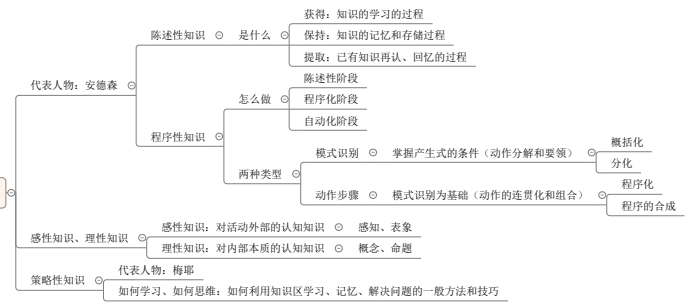 代表人物：安德森
陈述性知识
是什么
获得：知识的学习的过程
保持：知识的记忆和存储过程
提取：已有知识再认、回忆的过程
程序性知识
怎么做
陈述性阶段
程序化阶段
自动化阶段
两种类型
模式识别
掌握产生式的条件（动作分解和要领）
概括化
分化
动作步骤
模式识别为基础（动作的连贯化和组合）
程序化
程序的合成
感性知识、理性知识
感性知识：对活动外部的认知知识
感知、表象
理性知识：对内部本质的认知知识
概念、命题
策略性知识
代表人物：梅耶
如何学习、如何思维：如何利用知识区学习、记忆、解决问题的一般方法和技巧